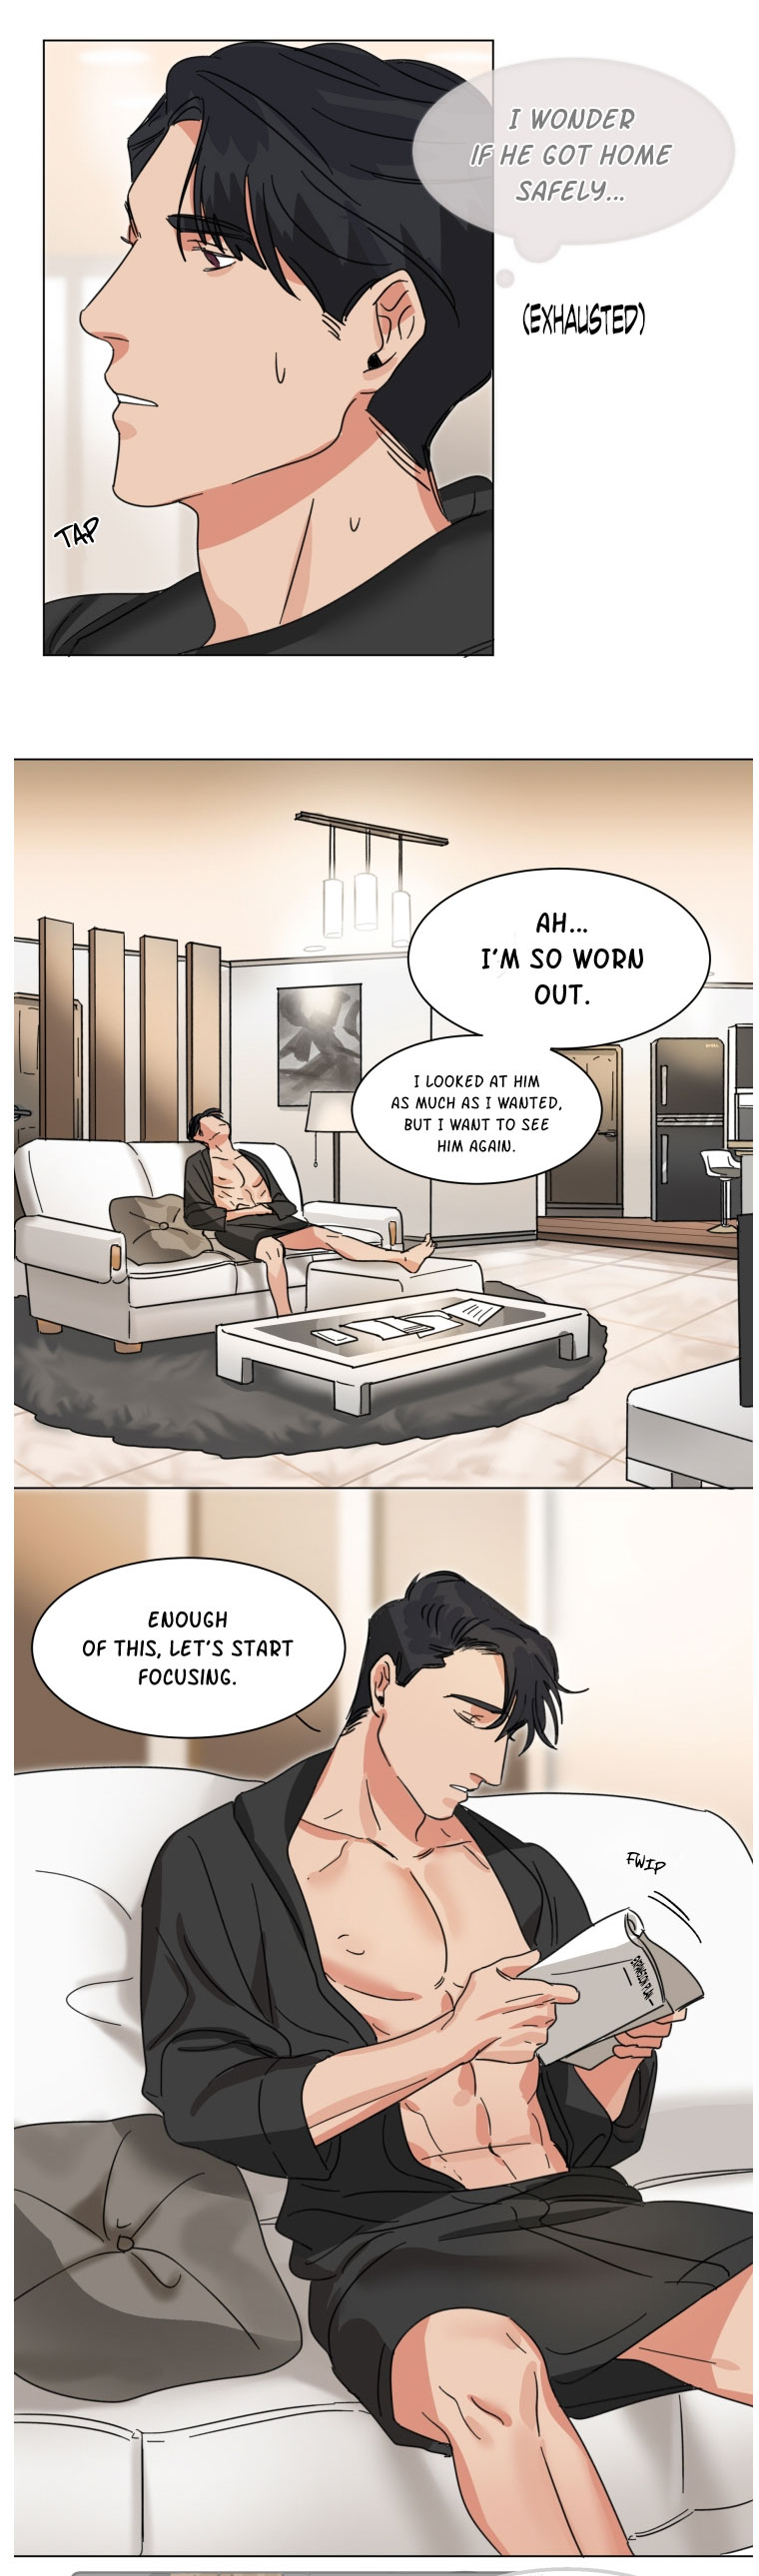 I WONDER
IF HE GOT HOME
SAFELY...
(EXHAUSTED)
TAP
AH...
I'M SO WORN
OUT.
I LOOKED AT HIM
AS MUCH AS I WANTED,
BUT I WANT TO SEE
HIM AGAIN.
ENOUGH
OF THIS, LET'S START
FOCUSING.
FWIP